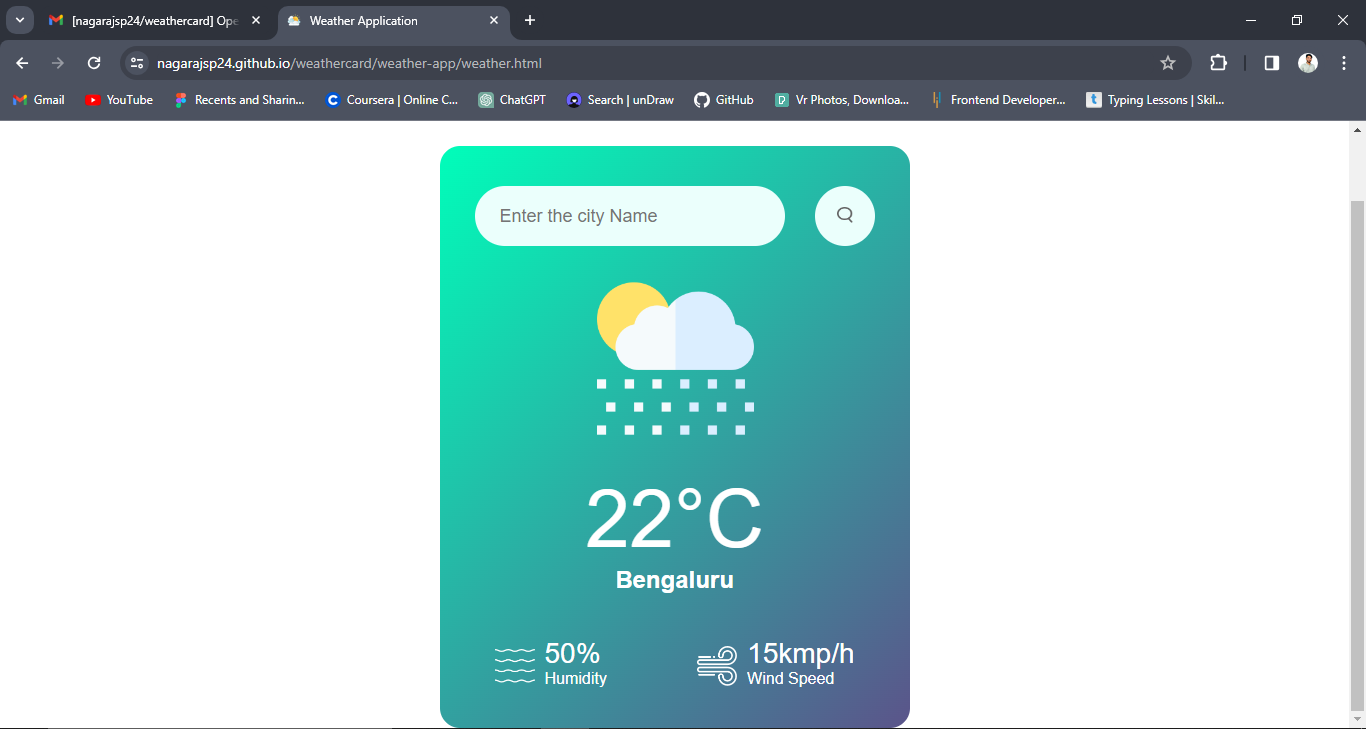 [nagarajsp24/weathercard] Ope
Weather Application
nagarajsp24.github.io/weathercard/weather-app/weather.html
Gmail
YouTube
Recents and Sharin...
Coursera | Online C...
ChatGPT
Search | unDraw
GitHub
Vr Photos, Downloa...
Frontend Developer...
Typing Lessons | Skil...
Enter the city Name
22°C
Bengaluru
50%
Humidity
15kmp/h
Wind Speed